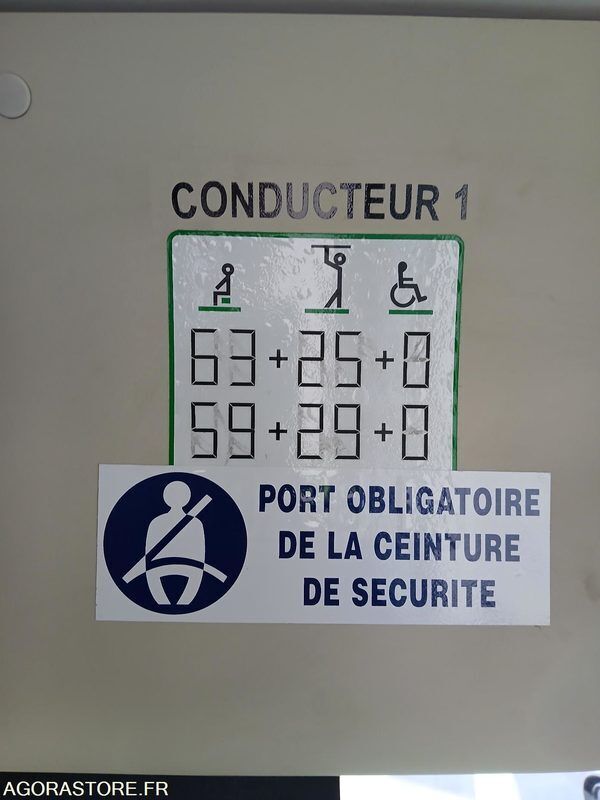 CONDUCTEUR 1
63 + 25 + 0
59 + 29 + 0
PORT OBLIGATOIRE
DE LA CEINTURE
DE SECURITE
AGORASTORE.FR